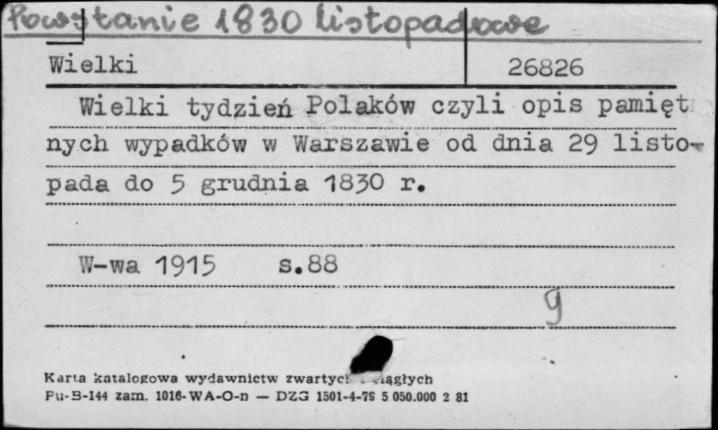 Powstanie 1830 listopadowe
Wielki 26826
Wielki tydzień Polaków czyli opis pamięt
nych wypadków w Warszawie od dnia 29 listo-
pada do 5 grudnia 1830 r.
W-wa 1915 s.88
g
Karta katalogowa wydawnictw zwartych ciągłych
Pu-B-144 zam. 1016-WA-O-n — DZG 1501-4-79 5 050.000 2 81